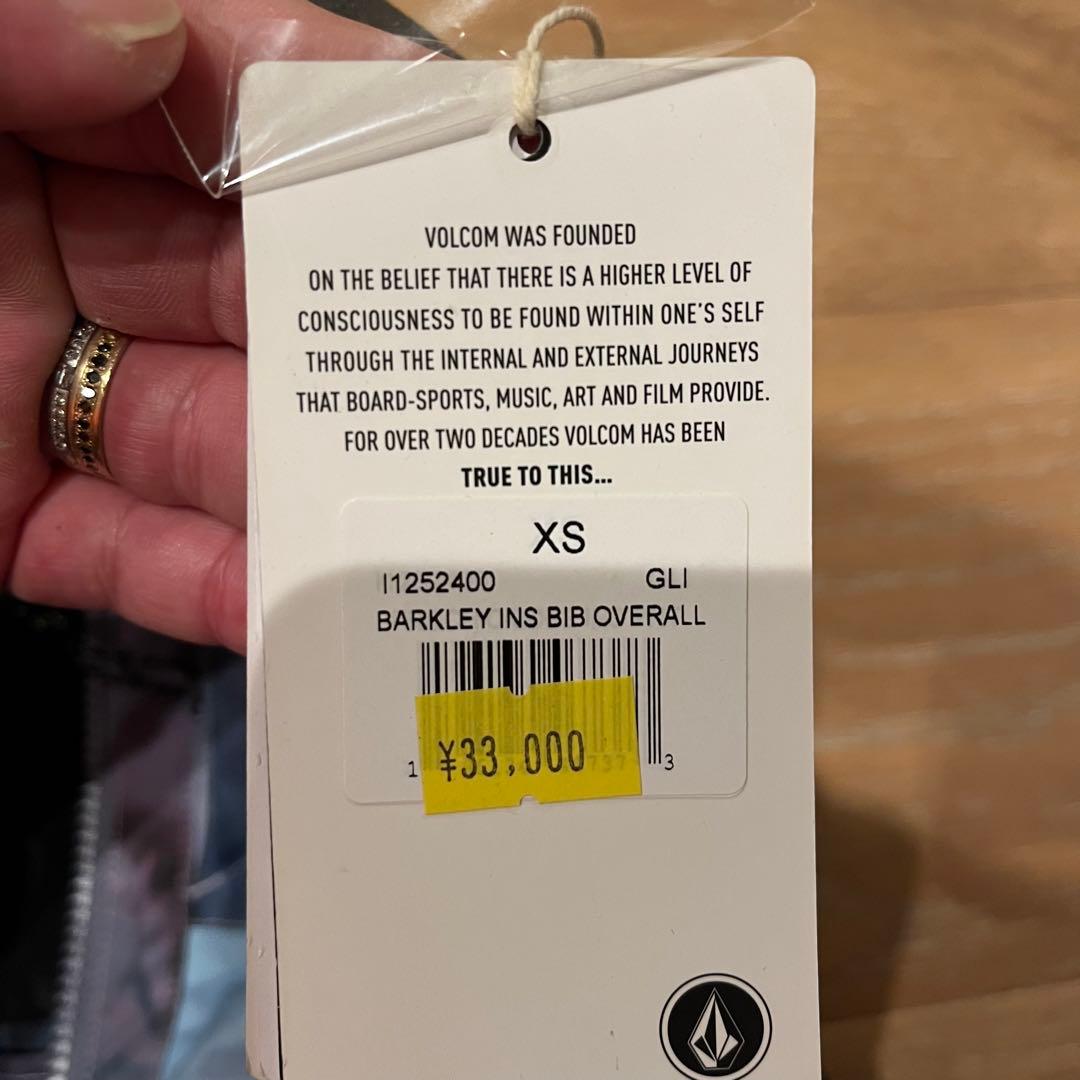 VOLCOM WAS FOUNDED
ON THE BELIEF THAT THERE IS A HIGHER LEVEL OF
CONSCIOUSNESS TO BE FOUND WITHIN ONE'S SELF
THROUGH THE INTERNAL AND EXTERNAL JOURNEYS
THAT BOARD-SPORTS, MUSIC, ART AND FILM PROVIDE.
FOR OVER TWO DECADES VOLCOM HAS BEEN
TRUE TO THIS...
XS
I1252400 GLI
BARKLEY INS BIB OVERALL
¥33,000
1 3